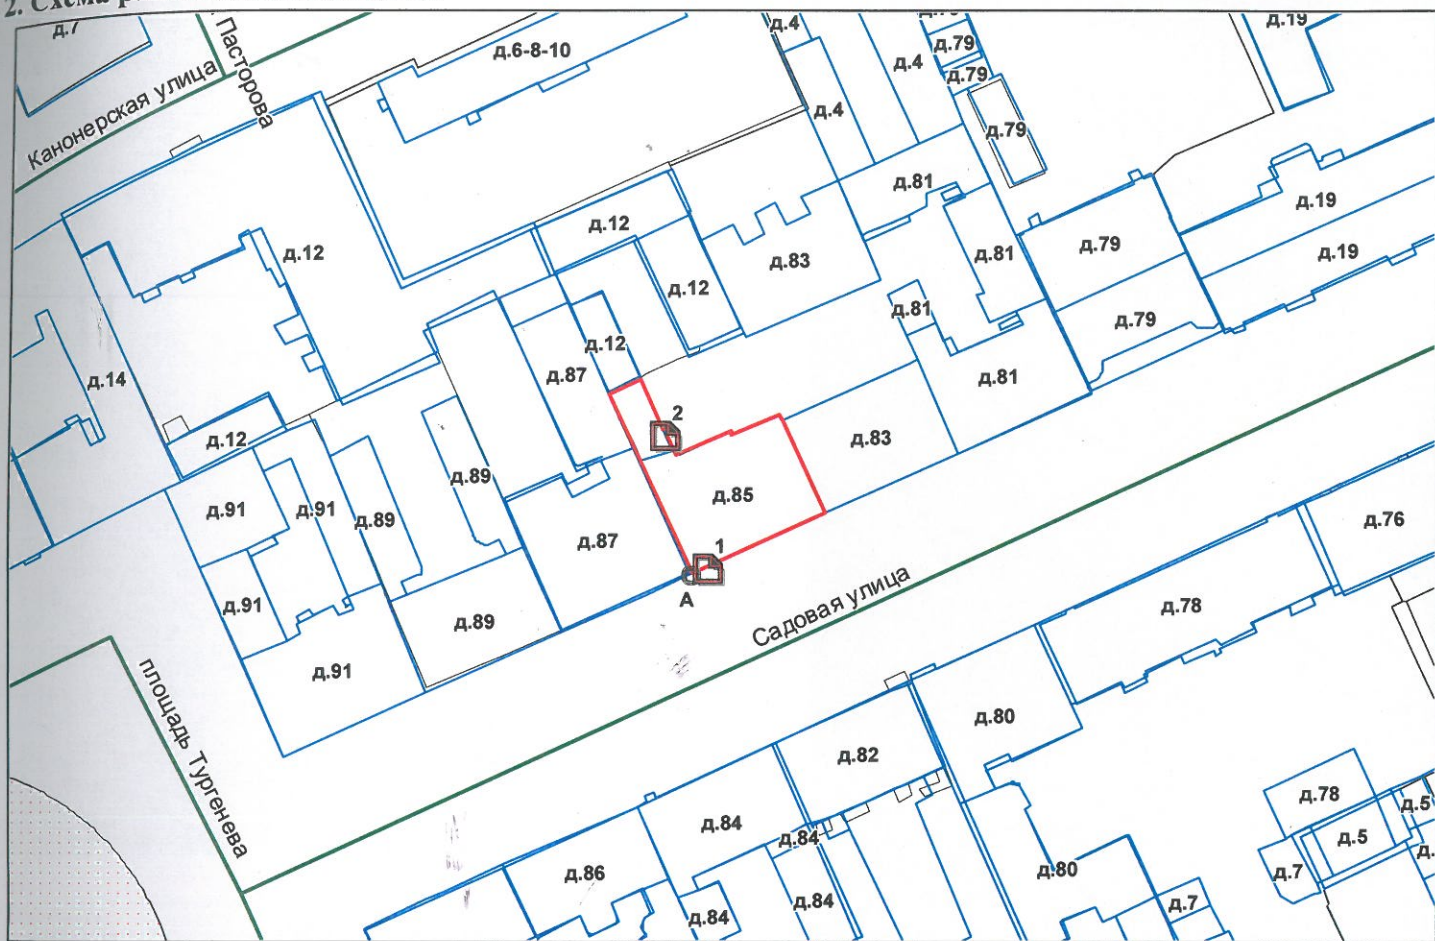 2. Схема
д.7
Пасторова
Канонерская улица
д.6-8-10
д.4
д.4
д.4
д.79
д.79
д.79
д.19
д.81
д.12
д.12
д.83
д.81
д.79
д.19
д.19
д.12
д.81
д.79
д.14
д.12
д.87
д.81
д.12
д.83
2
д.89
д.85
д.91
д.91
д.89
д.87
д.76
1
А
Садовая улица
д.91
д.89
д.78
д.91
площадь Тургенева
д.80
д.82
д.78
д.5
д.84
д.84
д.5
д.86
д.80
д.7
д.84
д.84
д.7